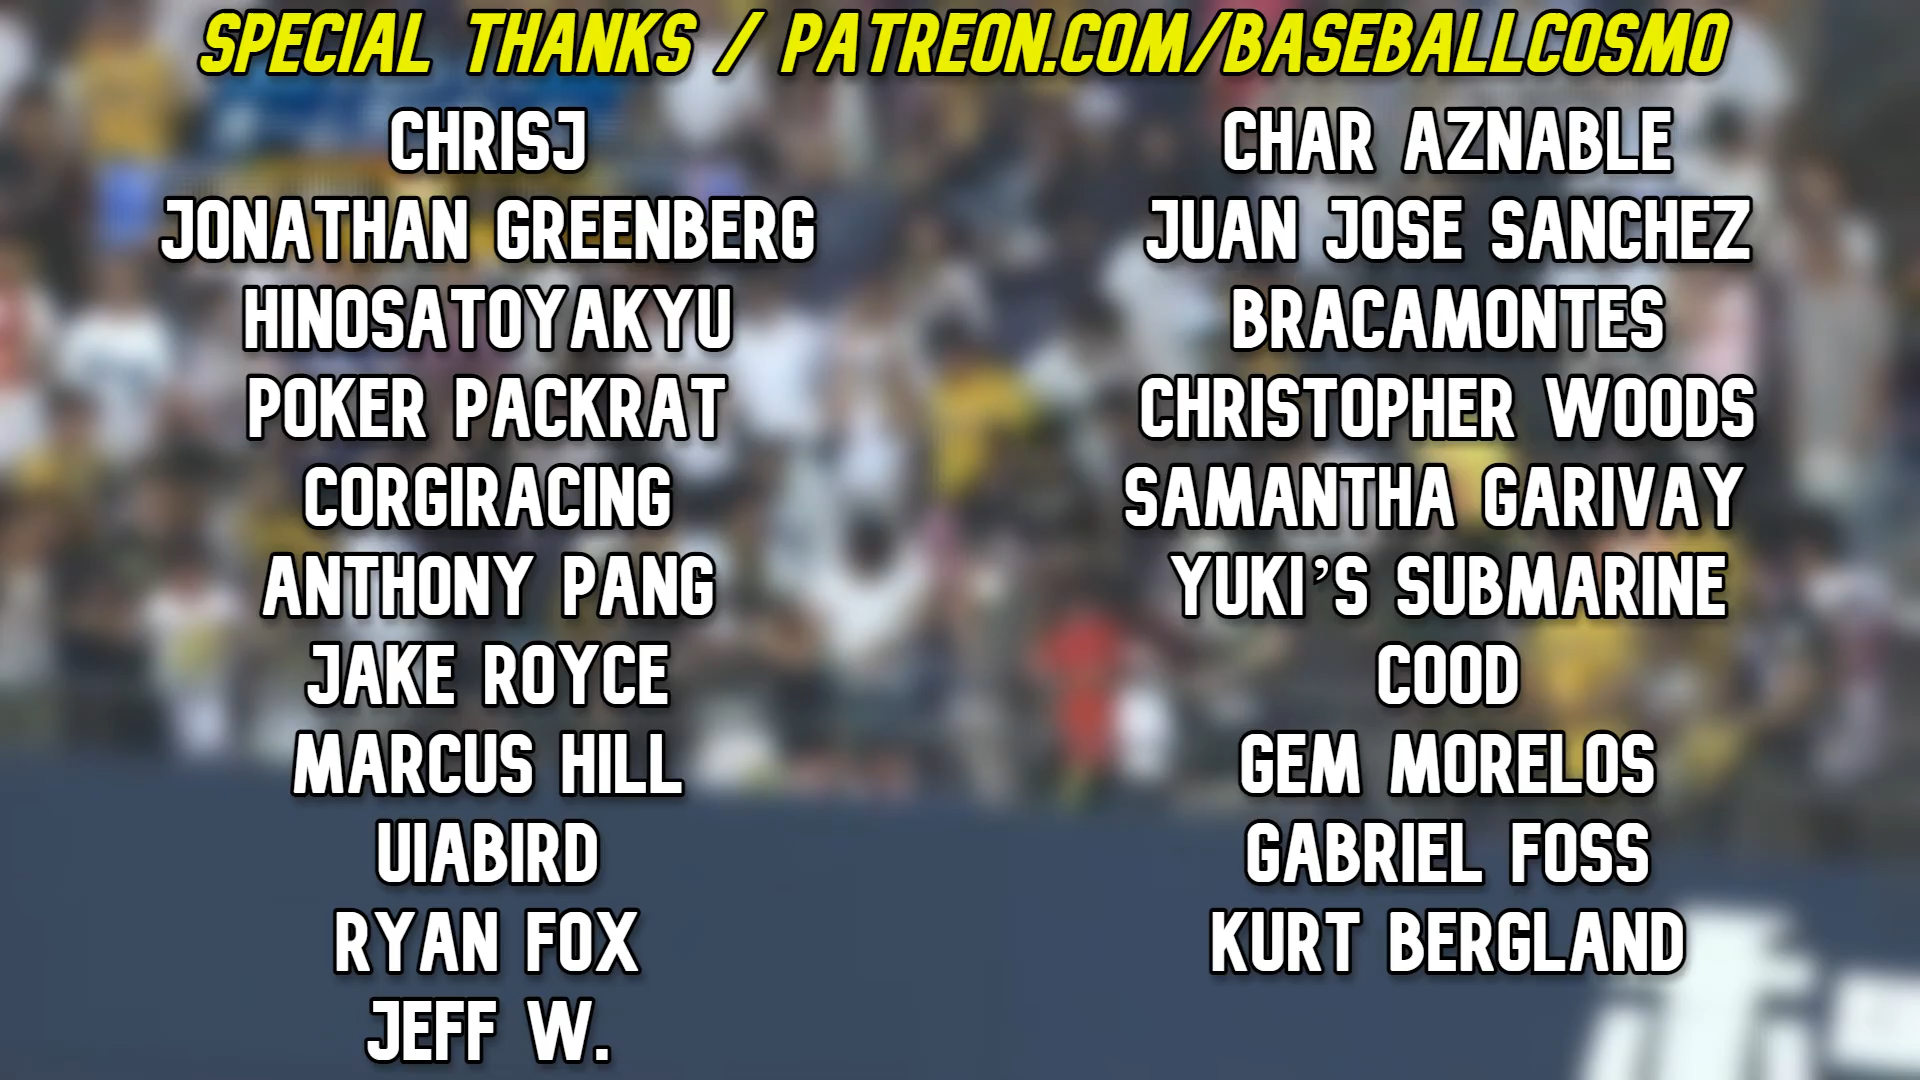 SPECIAL THANKS / PATREON.COM/BASEBALLCOSMO
CHRISJ
JONATHAN GREENBERG
HINOSATOYAKYU
POKER PACKRAT
CORGIRACING
ANTHONY PANG
JAKE ROYCE
MARCUS HILL
UIABIRD
RYAN FOX
JEFF W.
CHAR AZNABLE
JUAN JOSE SANCHEZ
BRACAMONTES
CHRISTOPHER WOODS
SAMANTHA GARIVAY
YUKI’S SUBMARINE
COOD
GEM MORELOS
GABRIEL FOSS
KURT BERGLAND